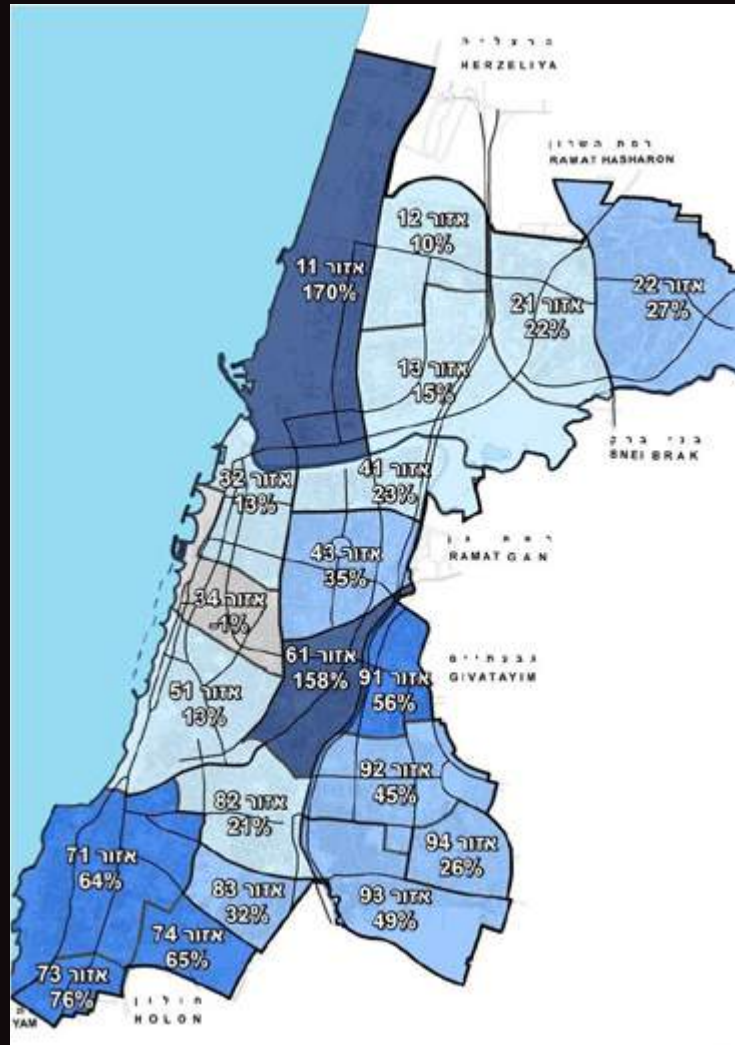 הרצליה
HERZELIYA
רמת השרון
RAMAT HASHARON
אזור 12
10%
אזור 11
170%
אזור 22
27%
אזור 21
22%
אזור 13
15%
בני ברק
BNEI BRAK
אזור 41
23%
אזור 32
13%
רמת גן
RAMAT GAN
אזור 43
35%
אזור 34
-1%
גבעתיים
GIVATAYIM
אזור 61
158%
אזור 91
56%
אזור 51
13%
אזור 92
45%
אזור 82
21%
אזור 94
26%
אזור 71
64%
אזור 83
32%
אזור 93
49%
אזור 74
65%
אזור 73
76%
חולון
HOLON
YAM